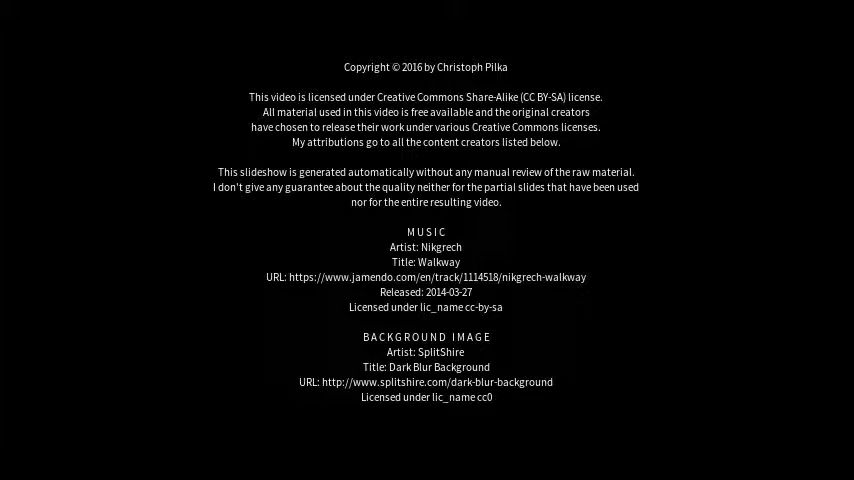 Copyright © 2016 by Christoph Pilka
This video is licensed under Creative Commons Share-Alike (CC BY-SA) license.
All material used in this video is free available and the original creators
have chosen to release their work under various Creative Commons licenses.
My attributions go to all the content creators listed below.
This slideshow is generated automatically without any manual review of the raw material.
I don't give any guarantee about the quality neither for the partial slides that have been used
nor for the entire resulting video.
MUSIC
Artist: Nikgrech
Title: Walkway
URL: https://www.jamendo.com/en/track/1114518/nikgrech-walkway
Released: 2014-03-27
Licensed under lic_name cc-by-sa
BACKGROUND IMAGE
Artist: SplitShire
Title: Dark Blur Background
URL: http://www.splitshire.com/dark-blur-background
Licensed under lic_name cc0